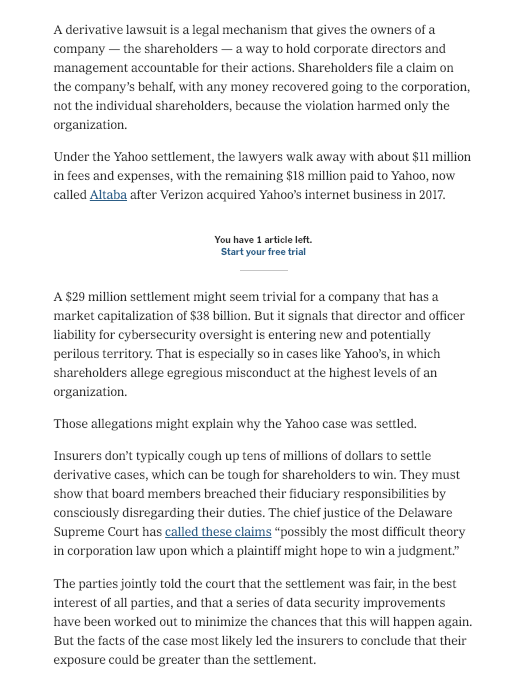 A derivative lawsuit is a legal mechanism that gives the owners of a
company — the shareholders — a way to hold corporate directors and
management accountable for their actions. Shareholders file a claim on
the company’s behalf, with any money recovered going to the corporation,
not the individual shareholders, because the violation harmed only the
organization.
Under the Yahoo settlement, the lawyers walk away with about $11 million
in fees and expenses, with the remaining $18 million paid to Yahoo, now
called Altaba after Verizon acquired Yahoo’s internet business in 2017.
You have 1 article left.
Start your free trial
A $29 million settlement might seem trivial for a company that has a
market capitalization of $38 billion. But it signals that director and officer
liability for cybersecurity oversight is entering new and potentially
perilous territory. That is especially so in cases like Yahoo’s, in which
shareholders allege egregious misconduct at the highest levels of an
organization.
Those allegations might explain why the Yahoo case was settled.
Insurers don’t typically cough up tens of millions of dollars to settle
derivative cases, which can be tough for shareholders to win. They must
show that board members breached their fiduciary responsibilities by
consciously disregarding their duties. The chief justice of the Delaware
Supreme Court has called these claims “possibly the most difficult theory
in corporation law upon which a plaintiff might hope to win a judgment.”
The parties jointly told the court that the settlement was fair, in the best
interest of all parties, and that a series of data security improvements
have been worked out to minimize the chances that this will happen again.
But the facts of the case most likely led the insurers to conclude that their
exposure could be greater than the settlement.